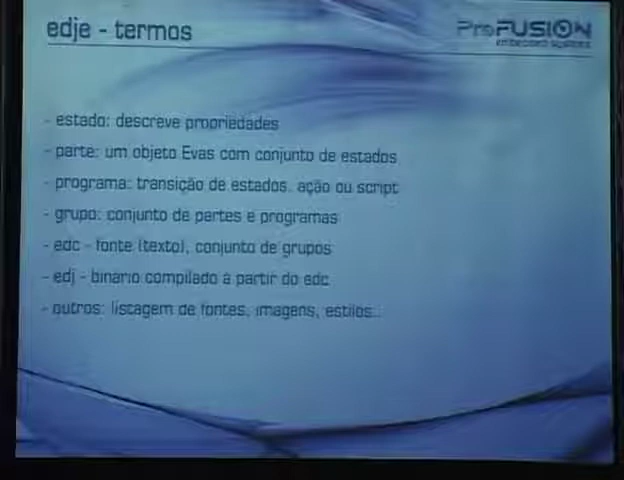 edje - termos
ProFUSION
embedded systems
- estado: descreve propriedades
- parte: um objeto Evas com conjunto de estados
- programa: transição de estados, ação ou script
- grupo: conjunto de partes e programas
- edc - fonte (texto), conjunto de grupos
- edj - binário compilado a partir do edc
- outros: listagem de fontes, imagens, estilos...